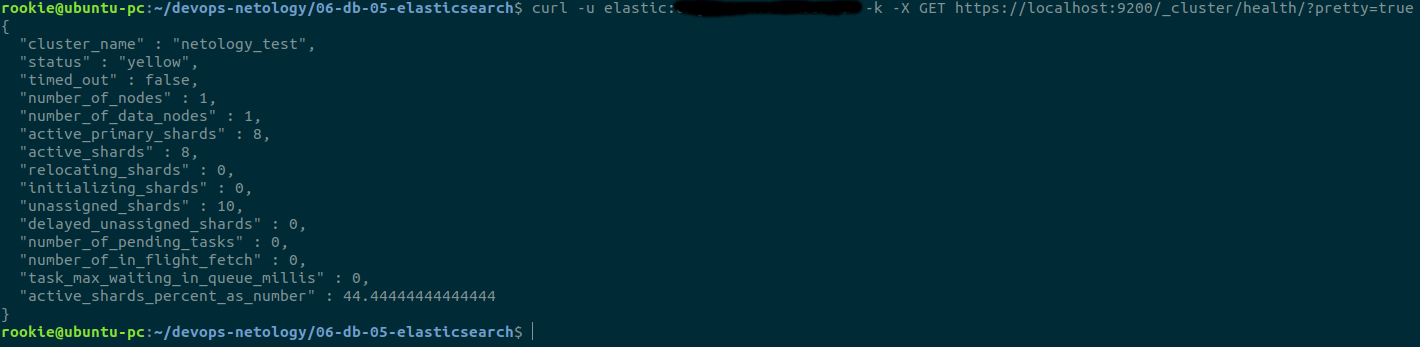 rookie@ubuntu-pc:~/devops-netology/06-db-05-elasticsearch$ curl -u elastic: -k -X GET https://localhost:9200/_cluster/health/?pretty=true
{
  "cluster_name" : "netology_test",
  "status" : "yellow",
  "timed_out" : false,
  "number_of_nodes" : 1,
  "number_of_data_nodes" : 1,
  "active_primary_shards" : 8,
  "active_shards" : 8,
  "relocating_shards" : 0,
  "initializing_shards" : 0,
  "unassigned_shards" : 10,
  "delayed_unassigned_shards" : 0,
  "number_of_pending_tasks" : 0,
  "number_of_in_flight_fetch" : 0,
  "task_max_waiting_in_queue_millis" : 0,
  "active_shards_percent_as_number" : 44.44444444444444
}
rookie@ubuntu-pc:~/devops-netology/06-db-05-elasticsearch$